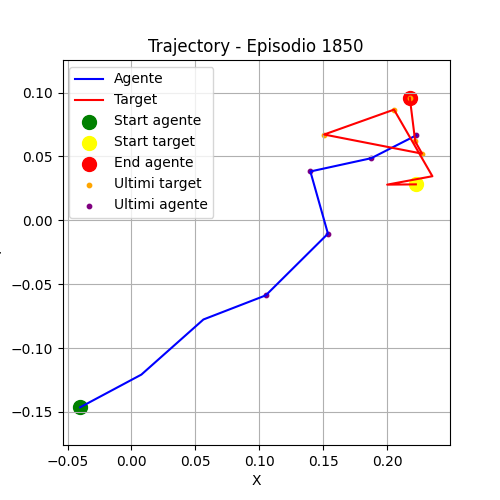 Trajectory - Episodio 1850
Agente
Target
Start agente
Start target
End agente
Ultimi target
Ultimi agente
0.10
0.05
0.00
−0.05
−0.10
−0.15
−0.05
0.00
0.05
0.10
0.15
0.20
X